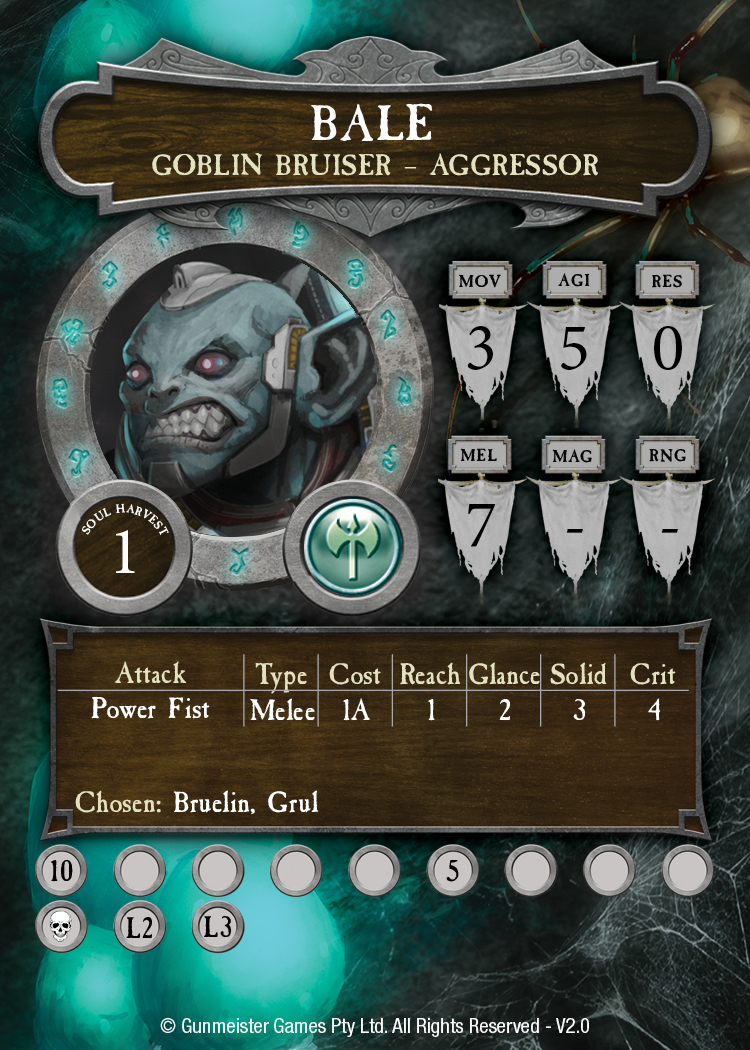 BALE
GOBLIN BRUISER – AGGRESSOR
MOV AGI RES
3 5 0
MEL MAG RNG
7 - -
SOUL HARVEST
1
Attack Type Cost Reach Glance Solid Crit
Power Fist Melee 1A 1 2 3 4
Chosen: Bruelin, Grul
10 5
L2 L3
© Gunmeister Games Pty Ltd. All Rights Reserved - V2.0